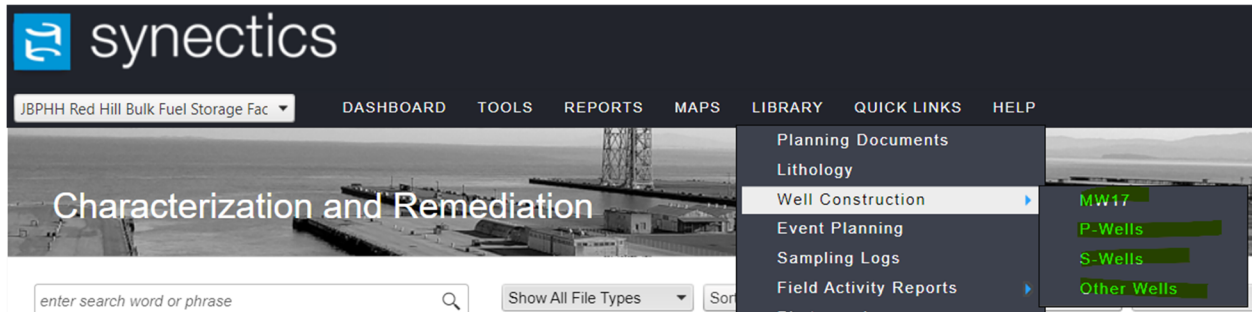 synectics
JBPHH Red Hill Bulk Fuel Storage Fac
DASHBOARD TOOLS REPORTS MAPS LIBRARY QUICK LINKS HELP
Planning Documents
Lithology
Characterization and Remediation
Well Construction
MW17
Event Planning
P-Wells
Sampling Logs
S-Wells
Field Activity Reports
Other Wells
enter search word or phrase
Show All File Types
Sort